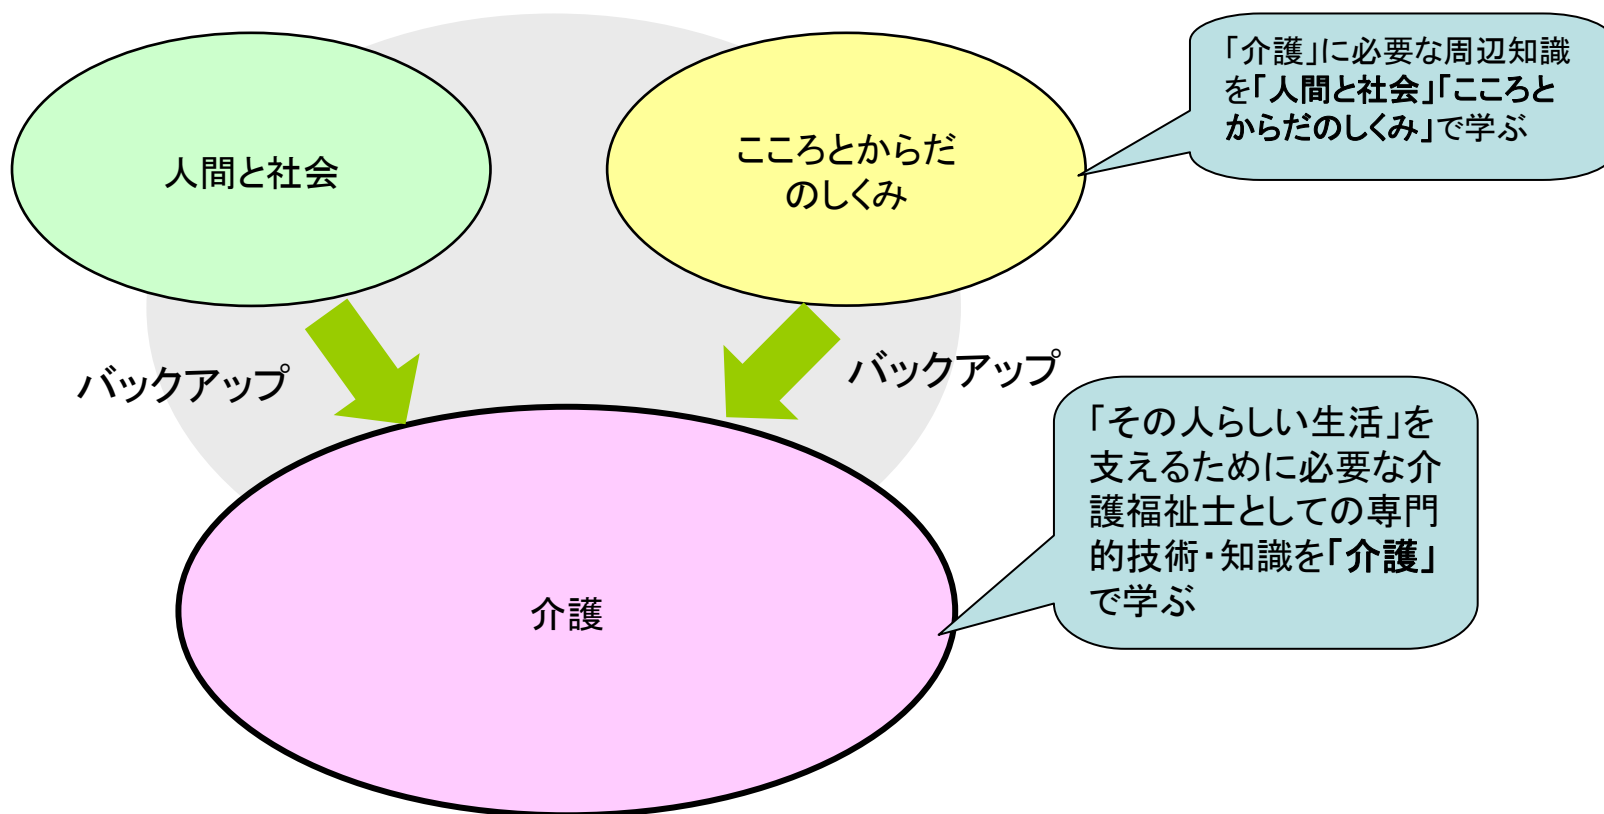 人間と社会
こころとからだ
のしくみ
「介護」に必要な周辺知識
を「人間と社会」「こころと
からだのしくみ」で学ぶ
バックアップ
バックアップ
「その人らしい生活」を
支えるために必要な介
護福祉士としての専門
的技術・知識を「介護」
で学ぶ
介護